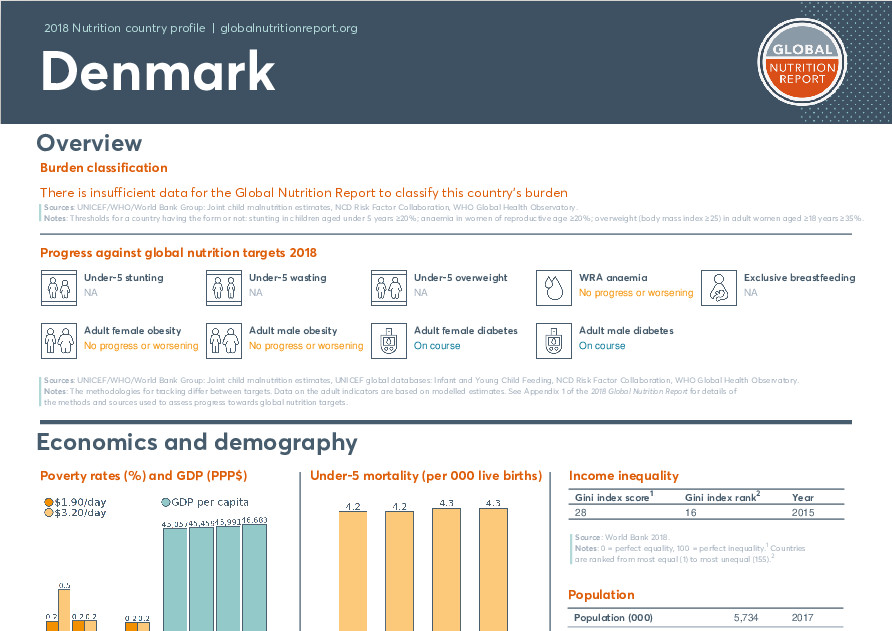 2018 Nutrition country profile | globalnutritionreport.org
Denmark
GLOBAL
NUTRITION
REPORT
Overview
Burden classification
There is insufficient data for the Global Nutrition Report to classify this country's burden
Sources: UNICEF/WHO/World Bank Group: Joint child malnutrition estimates, NCD Risk Factor Collaboration, WHO Global Health Observatory.
Notes: Thresholds for a country having the form or not: stunting in children aged under 5 years ≥20%; anaemia in women of reproductive age ≥20%; overweight (body mass index ≥25) in adult women aged ≥18 years ≥35%.
Progress against global nutrition targets 2018
Under-5 stunting
NA
Under-5 wasting
NA
Under-5 overweight
NA
WRA anaemia
No progress or worsening
Exclusive breastfeeding
NA
Adult female obesity
No progress or worsening
Adult male obesity
No progress or worsening
Adult female diabetes
On course
Adult male diabetes
On course
Sources: UNICEF/WHO/World Bank Group: Joint child malnutrition estimates, UNICEF global databases: Infant and Young Child Feeding, NCD Risk Factor Collaboration, WHO Global Health Observatory.
Notes: The methodologies for tracking differ between targets. Data on the adult indicators are based on modelled estimates. See Appendix 1 of the 2018 Global Nutrition Report for details of
the methods and sources used to assess progress towards global nutrition targets.
Economics and demography
Poverty rates (%) and GDP (PPP$)
$1.90/day
$3.20/day
GDP per capita
45,057 45,459 45,991 46,683
0.5
0.2 0.2 0.2 0.2 0.2
Under-5 mortality (per 000 live births)
4.2 4.2 4.3 4.3
Income inequality
Gini index score¹ Gini index rank² Year
28 16 2015
Source: World Bank 2018.
Notes: 0 = perfect equality, 100 = perfect inequality.¹ Countries
are ranked from most equal (1) to most unequal (155).²
Population
Population (000) 5,734 2017